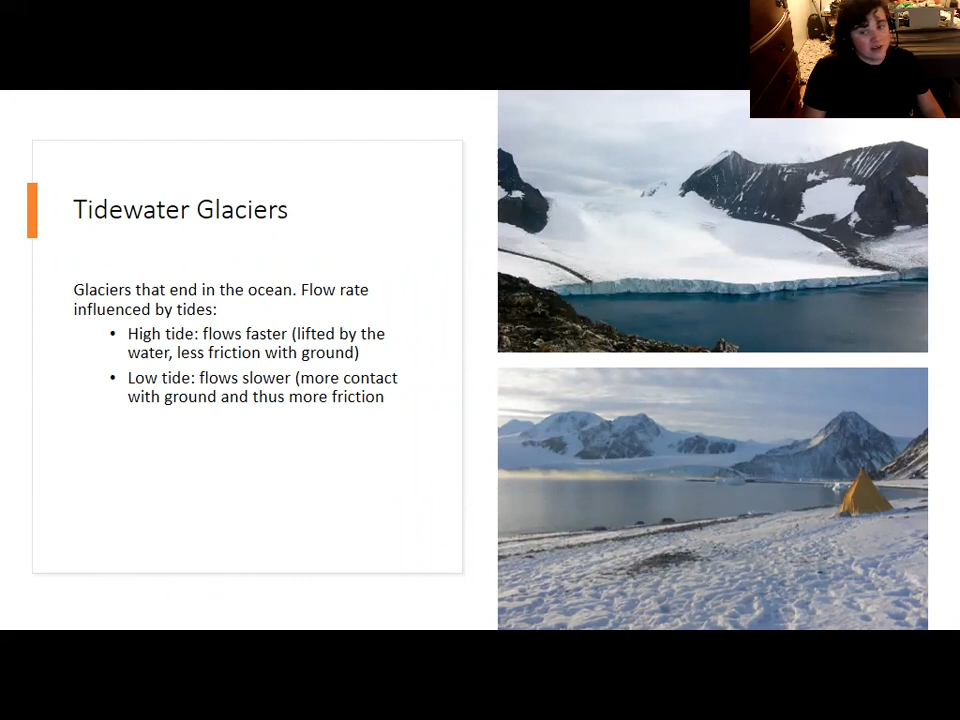 Tidewater Glaciers
Glaciers that end in the ocean. Flow rate
influenced by tides:
• High tide: flows faster (lifted by the
water, less friction with ground)
• Low tide: flows slower (more contact
with ground and thus more friction